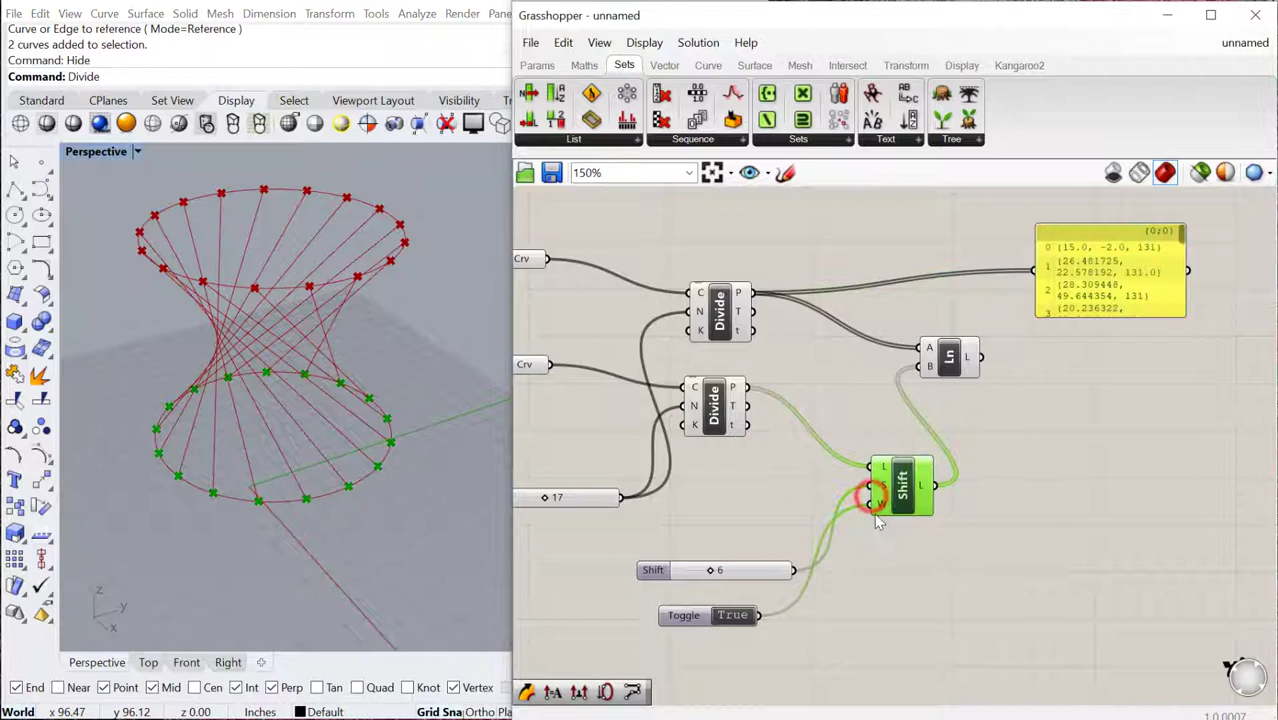 File Edit View Curve Surface Solid Mesh Dimension Transform Tools Analyze Render Pane
Curve or Edge to reference ( Mode=Reference )
2 curves added to selection.
Command: Hide
Command: Divide
Standard CPlanes Set View Display Select Viewport Layout Visibility
Perspective
z
y
x
Perspective Top Front Right
End Near Point Mid Cen Int Perp Tan Quad Knot Vertex
World x 96.47 y 96.12 z 0.00 Inches Default Grid Sna Ortho Pla
Grasshopper - unnamed
File Edit View Display Solution Help unnamed
Params Maths Sets Vector Curve Surface Mesh Intersect Transform Display Kangaroo2
List Sequence Sets Text Tree
150%
{0;0}
0 {15.0, -2.0, 131}
1 {26.481725, 
22.578192, 131.0}
2 {28.309448, 
49.644354, 131}
3 {20.236322,
Crv
C P
N Divide T
K t
A Ln L
B
Crv
C P
N Divide T
K t
L
S Shift L
W
17
Shift 6
Toggle True
1.0.0007